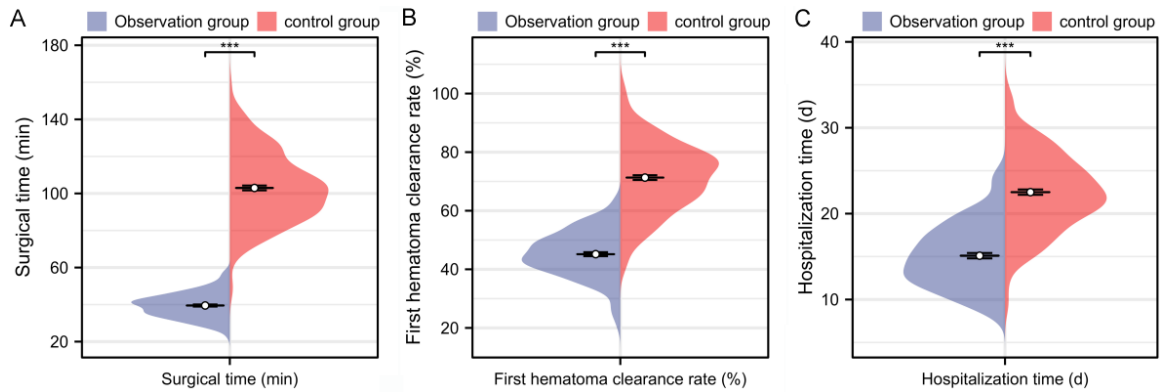 A
Observation group
control group
Surgical time (min)
180
140
100
60
20
***
Surgical time (min)
B
Observation group
control group
First hematoma clearance rate (%)
100
80
60
40
20
***
First hematoma clearance rate (%)
C
Observation group
control group
Hospitalization time (d)
40
30
20
10
***
Hospitalization time (d)